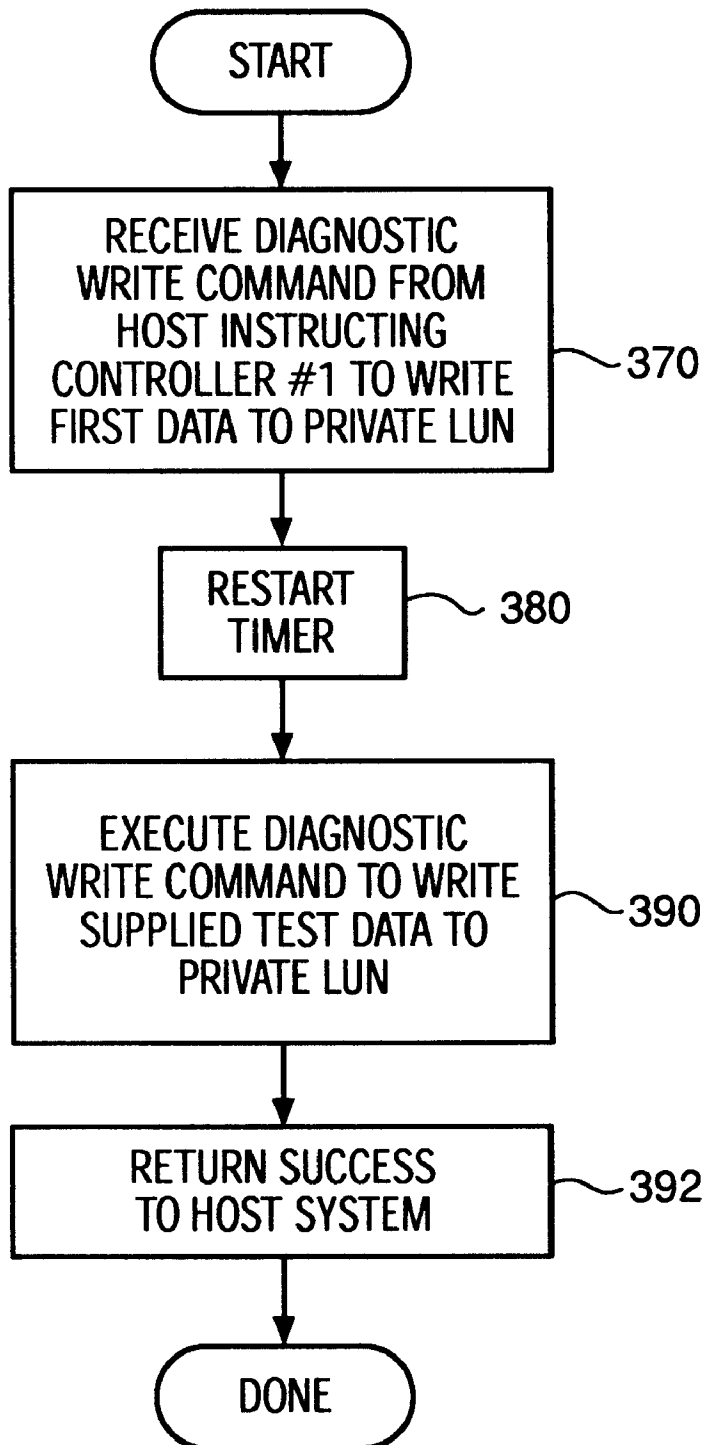 START
RECEIVE DIAGNOSTIC
WRITE COMMAND FROM
HOST INSTRUCTING
CONTROLLER #1 TO WRITE
FIRST DATA TO PRIVATE LUN
370
RESTART
TIMER
380
EXECUTE DIAGNOSTIC
WRITE COMMAND TO WRITE
SUPPLIED TEST DATA TO
PRIVATE LUN
390
RETURN SUCCESS
TO HOST SYSTEM
392
DONE